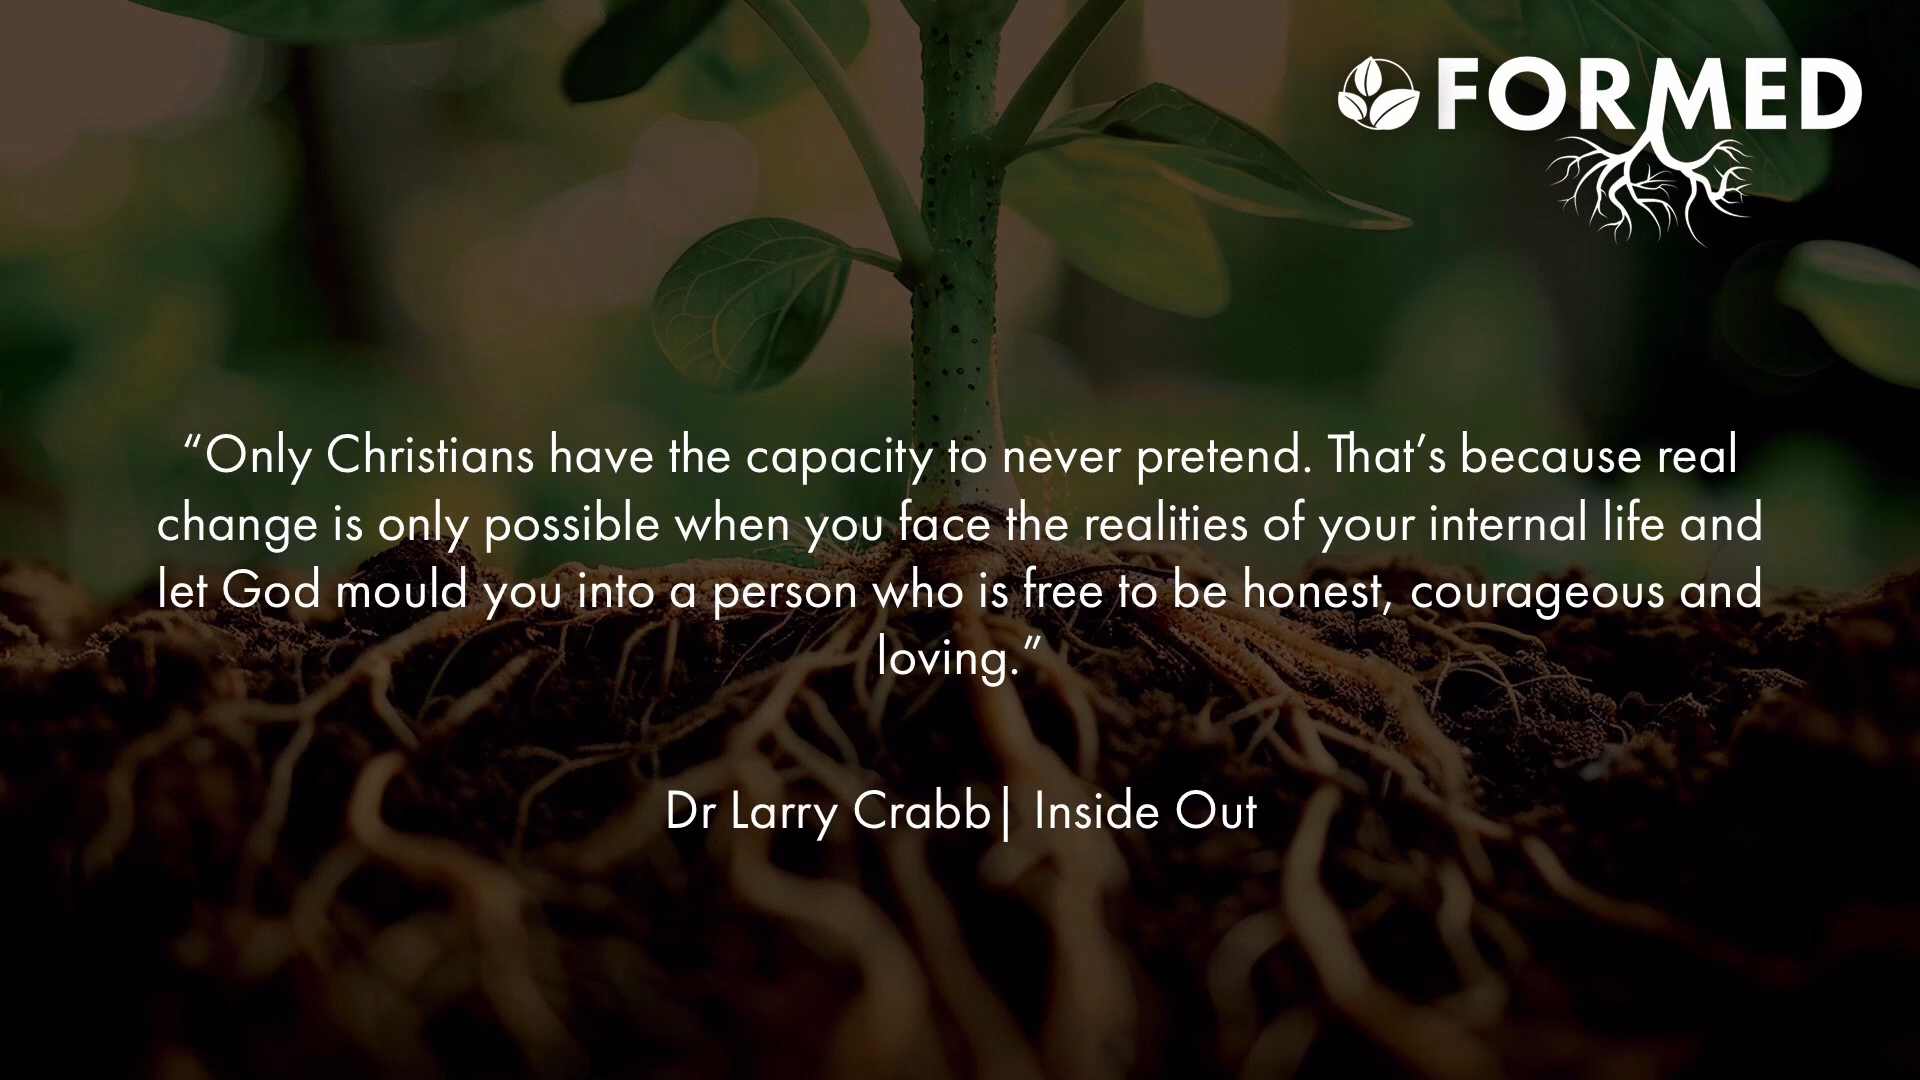 FORMED
“Only Christians have the capacity to never pretend. That’s because real
change is only possible when you face the realities of your internal life and
let God mould you into a person who is free to be honest, courageous and
loving.”
Dr Larry Crabb| Inside Out